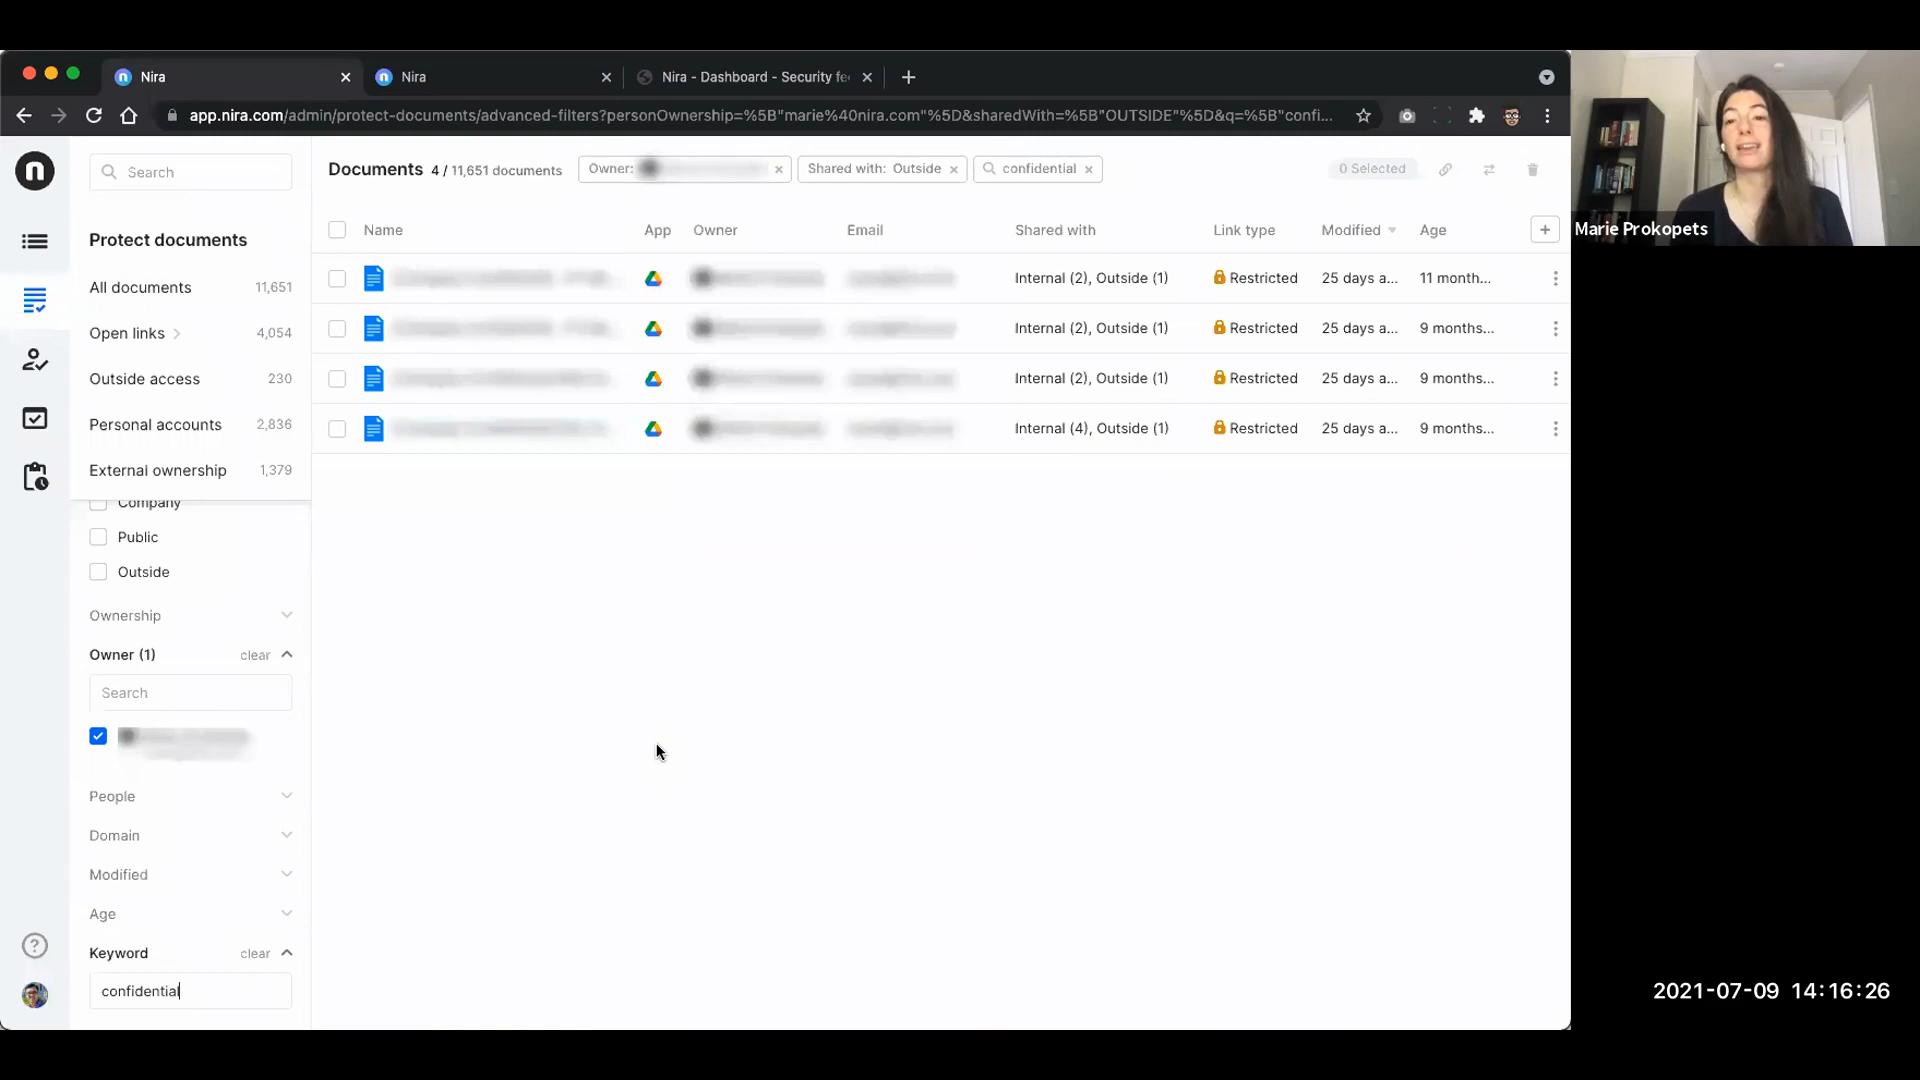 Nira
Nira
Nira - Dashboard - Security fe
app.nira.com/admin/protect-documents/advanced-filters?personOwnership=%5B"marie%40nira.com"%5D&sharedWith=%5B"OUTSIDE"%5D&q=%5B"confi...
n
Search
Documents 4 / 11,651 documents
Owner:
Shared with: Outside
confidential
0 Selected
Protect documents
All documents 11,651
Open links 4,054
Outside access 230
Personal accounts 2,836
External ownership 1,379
Company
Public
Outside
Ownership
Owner (1) clear
Search
People
Domain
Modified
Age
Keyword clear
confidential
Name App Owner Email Shared with Link type Modified Age
Internal (2), Outside (1) Restricted 25 days a... 11 month...
Internal (2), Outside (1) Restricted 25 days a... 9 months...
Internal (2), Outside (1) Restricted 25 days a... 9 months...
Internal (4), Outside (1) Restricted 25 days a... 9 months...
Marie Prokopets
2021-07-09 14:16:26